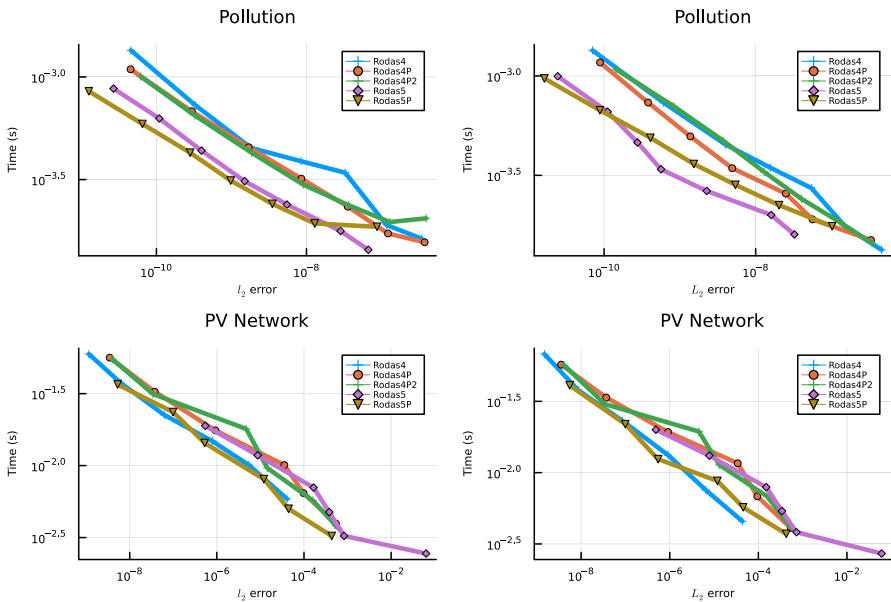 Pollution
Time (s)
10^-3.0
10^-3.5
10^-10
10^-8
l₂ error
Rodas4
Rodas4P
Rodas4P2
Rodas5
Rodas5P
Pollution
Time (s)
10^-3.0
10^-3.5
10^-10
10^-8
L₂ error
Rodas4
Rodas4P
Rodas4P2
Rodas5
Rodas5P
PV Network
Time (s)
10^-1.5
10^-2.0
10^-2.5
10^-8
10^-6
10^-4
10^-2
l₂ error
Rodas4
Rodas4P
Rodas4P2
Rodas5
Rodas5P
PV Network
Time (s)
10^-1.5
10^-2.0
10^-2.5
10^-8
10^-6
10^-4
10^-2
L₂ error
Rodas4
Rodas4P
Rodas4P2
Rodas5
Rodas5P